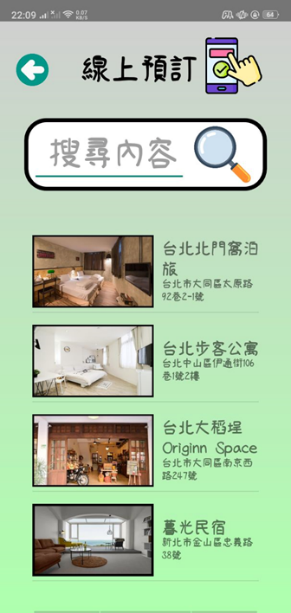 22:09
64
線上預訂
搜尋內容
台北北門窩泊
旅
台北市大同區太原路
92巷2-1號
台北步客公寓
台北中山區伊通街106
巷1號2樓
台北大稻埕
Originn Space
台北市大同區南京西
路247號
暮光民宿
新北市金山區忠義路
38號